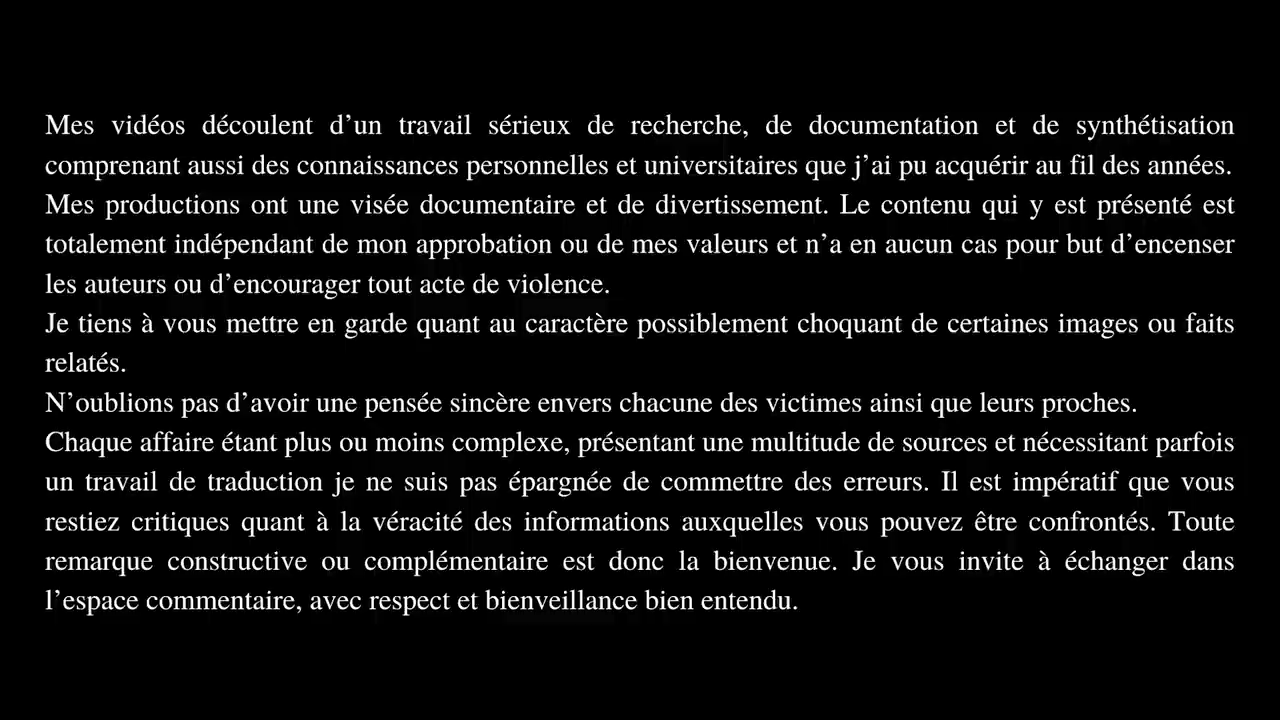 Mes vidéos découlent d’un travail sérieux de recherche, de documentation et de synthétisation
comprenant aussi des connaissances personnelles et universitaires que j’ai pu acquérir au fil des années.
Mes productions ont une visée documentaire et de divertissement. Le contenu qui y est présenté est
totalement indépendant de mon approbation ou de mes valeurs et n’a en aucun cas pour but d’encenser
les auteurs ou d’encourager tout acte de violence.
Je tiens à vous mettre en garde quant au caractère possiblement choquant de certaines images ou faits
relatés.
N’oublions pas d’avoir une pensée sincère envers chacune des victimes ainsi que leurs proches.
Chaque affaire étant plus ou moins complexe, présentant une multitude de sources et nécessitant parfois
un travail de traduction je ne suis pas épargnée de commettre des erreurs. Il est impératif que vous
restiez critiques quant à la véracité des informations auxquelles vous pouvez être confrontés. Toute
remarque constructive ou complémentaire est donc la bienvenue. Je vous invite à échanger dans
l’espace commentaire, avec respect et bienveillance bien entendu.